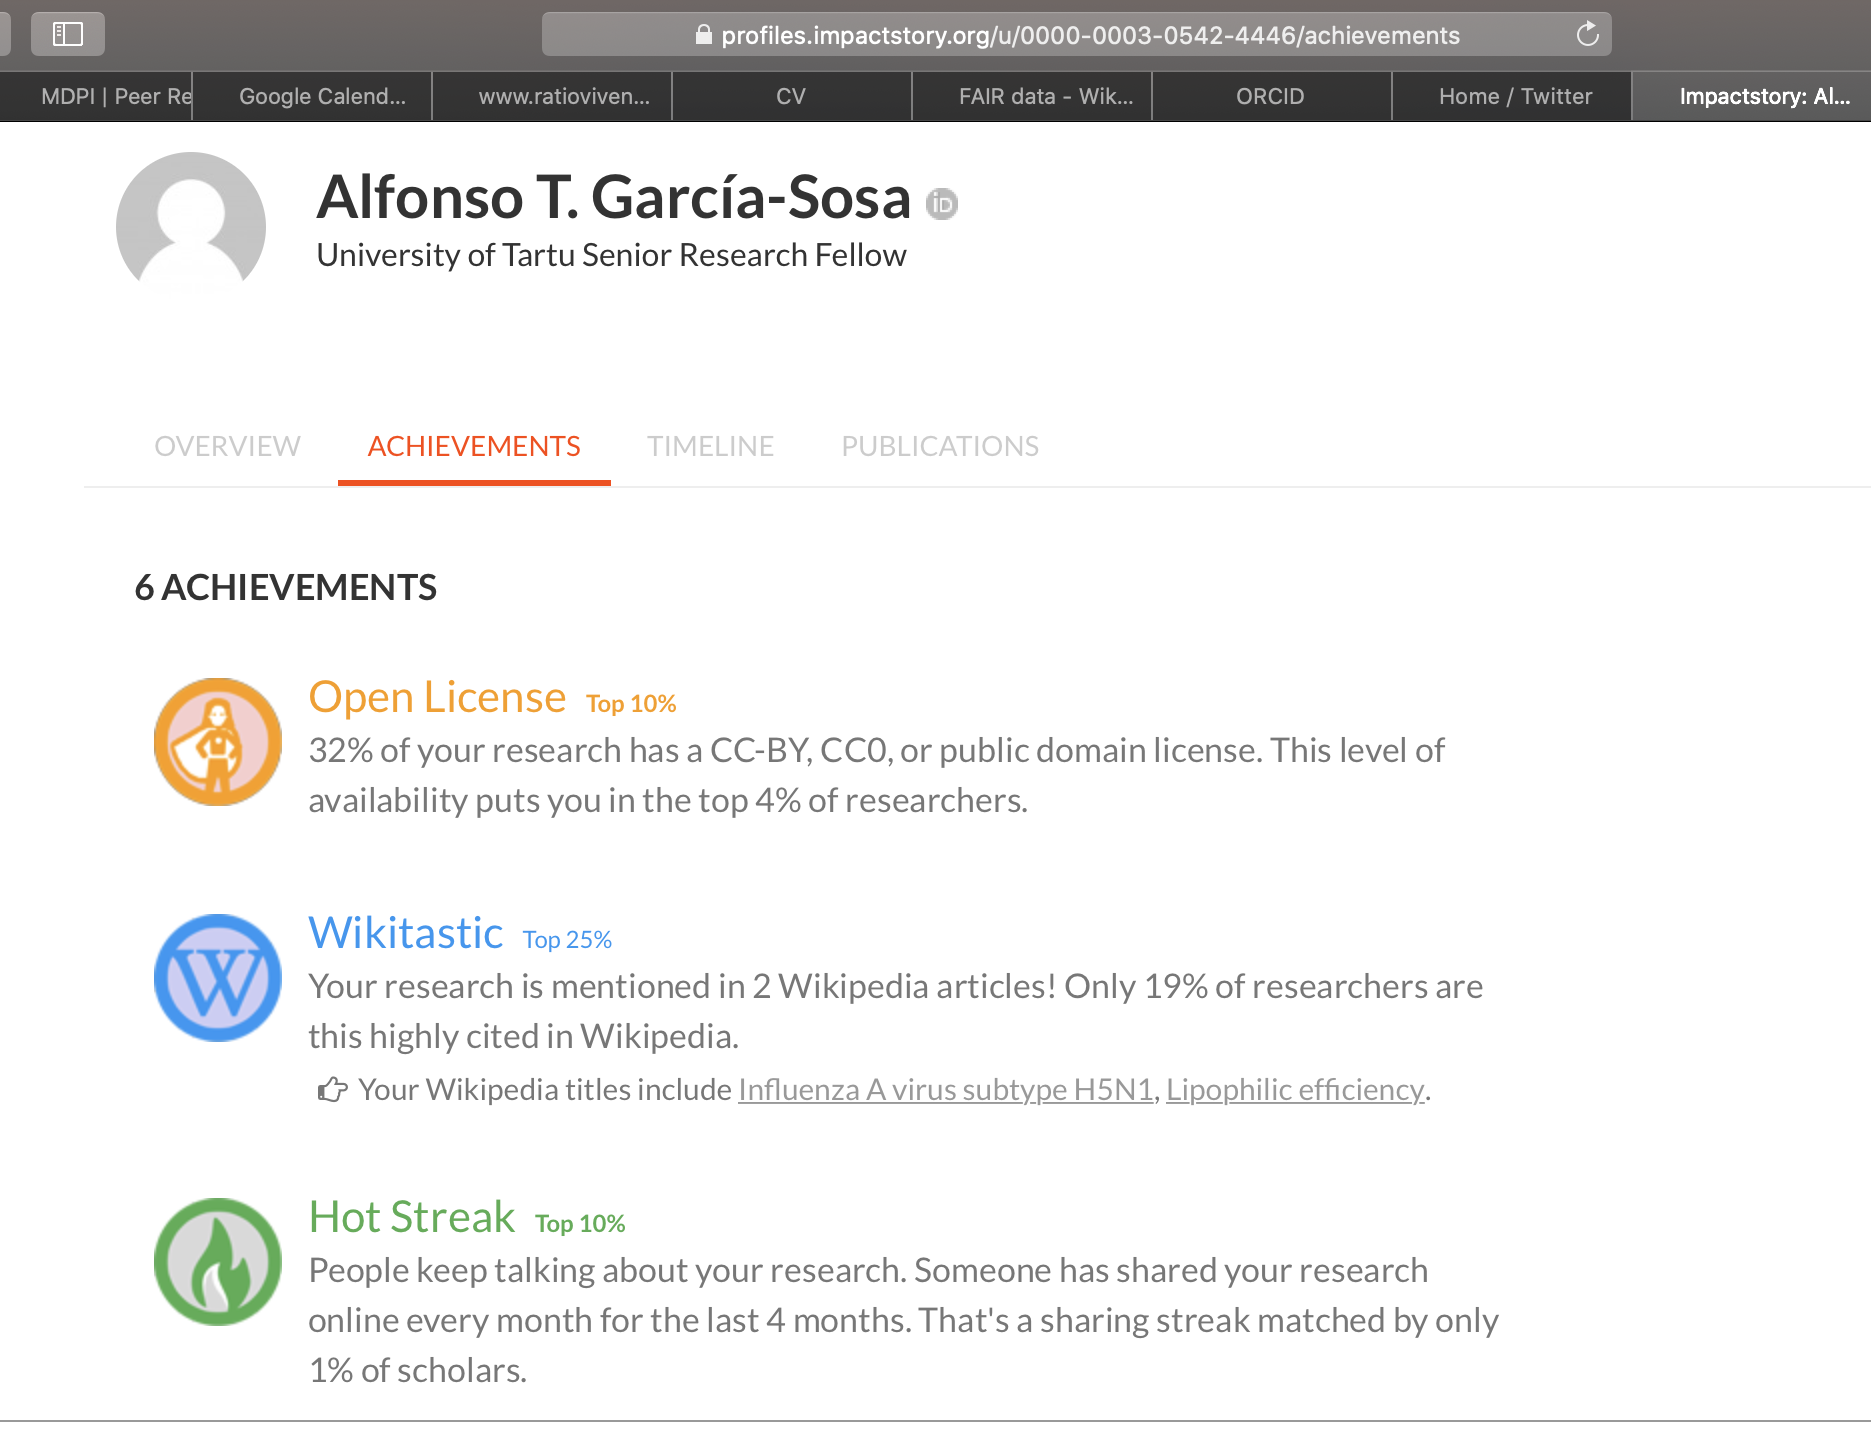 profiles.impactstory.org/u/0000-0003-0542-4446/achievements
MDPI | Peer Re
Google Calend...
www.ratioviven...
CV
FAIR data - Wik...
ORCID
Home / Twitter
Impactstory: Al...
Alfonso T. García-Sosa iD
University of Tartu Senior Research Fellow
OVERVIEW ACHIEVEMENTS TIMELINE PUBLICATIONS
6 ACHIEVEMENTS
Open License Top 10%
32% of your research has a CC-BY, CC0, or public domain license. This level of
availability puts you in the top 4% of researchers.
W
Wikitastic Top 25%
Your research is mentioned in 2 Wikipedia articles! Only 19% of researchers are
this highly cited in Wikipedia.
Your Wikipedia titles include Influenza A virus subtype H5N1, Lipophilic efficiency.
Hot Streak Top 10%
People keep talking about your research. Someone has shared your research
online every month for the last 4 months. That's a sharing streak matched by only
1% of scholars.